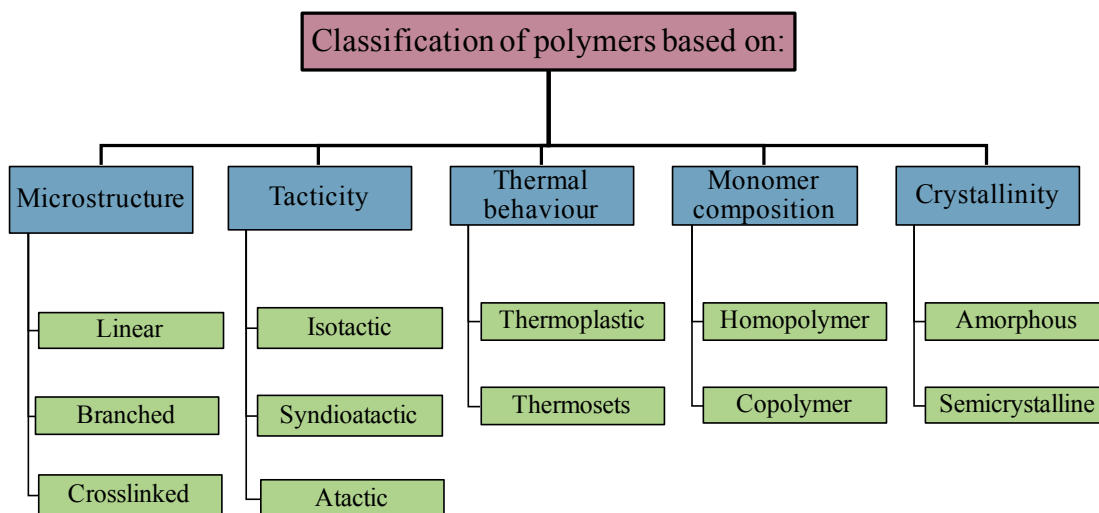 Classification of polymers based on:
Microstructure
Tacticity
Thermal
behaviour
Monomer
composition
Crystallinity
Linear
Branched
Crosslinked
Isotactic
Syndioatactic
Atactic
Thermoplastic
Thermosets
Homopolymer
Copolymer
Amorphous
Semicrystalline